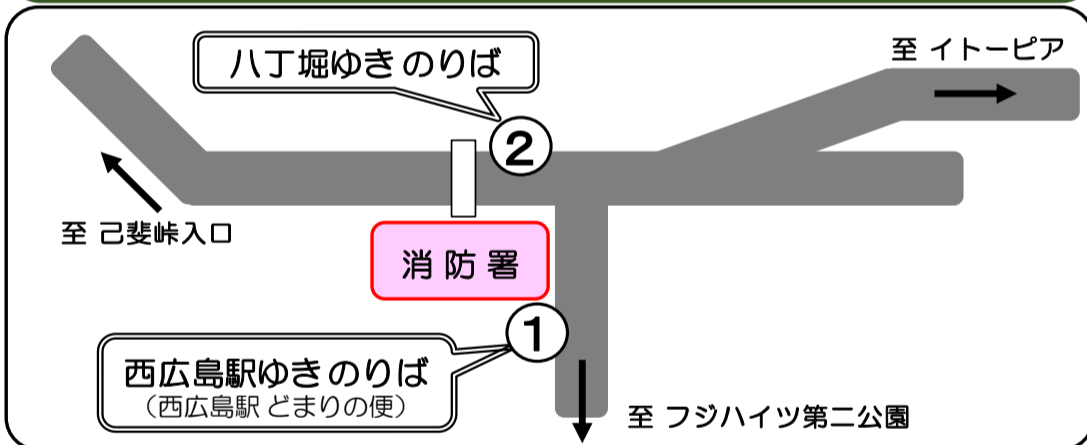 八丁堀ゆきのりば
至 イトーピア
②
至 己斐峠入口
消防署
①
西広島駅ゆきのりば
（西広島駅 どまりの便）
至 フジハイツ第二公園